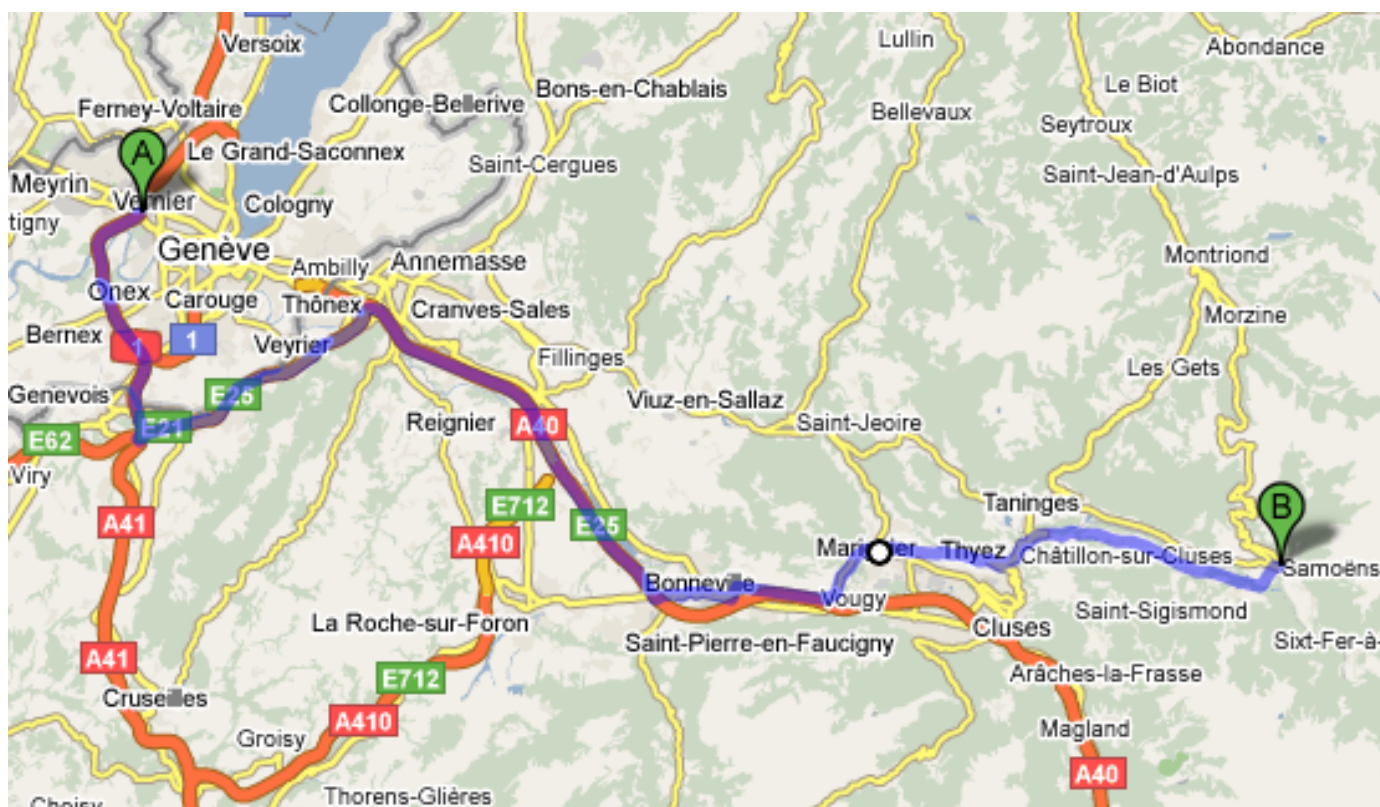 Versoix
Lullin
Abondance
Ferney-Voltaire
Collonge-Bellerive
Bons-en-Chablais
Le Biot
Bellevaux
Seytroux
A
Le Grand-Saconnex
Saint-Cergues
Saint-Jean-d'Aulps
Meyrin
Vernier
Cologny
tigny
Genève
Ambilly
Annemasse
Montriond
Onex
Carouge
Thônex
Cranves-Sales
Morzine
Bernex
1
1
Veyrier
Fillinges
Les Gets
Genevois
E25
Viuz-en-Sallaz
E62
E21
Reignier
A40
Saint-Jeoire
Viry
E712
E25
Taninges
B
A41
A410
Thyez
Châtillon-sur-Cluses
Samoëns
Bonneville
Vougy
Saint-Sigismond
La Roche-sur-Foron
Cluses
Saint-Pierre-en-Faucigny
Sixt-Fer-à-
A41
E712
Arâches-la-Frasse
Cruseilles
A410
Magland
Groisy
A40
Thorens-Glières
Choisy